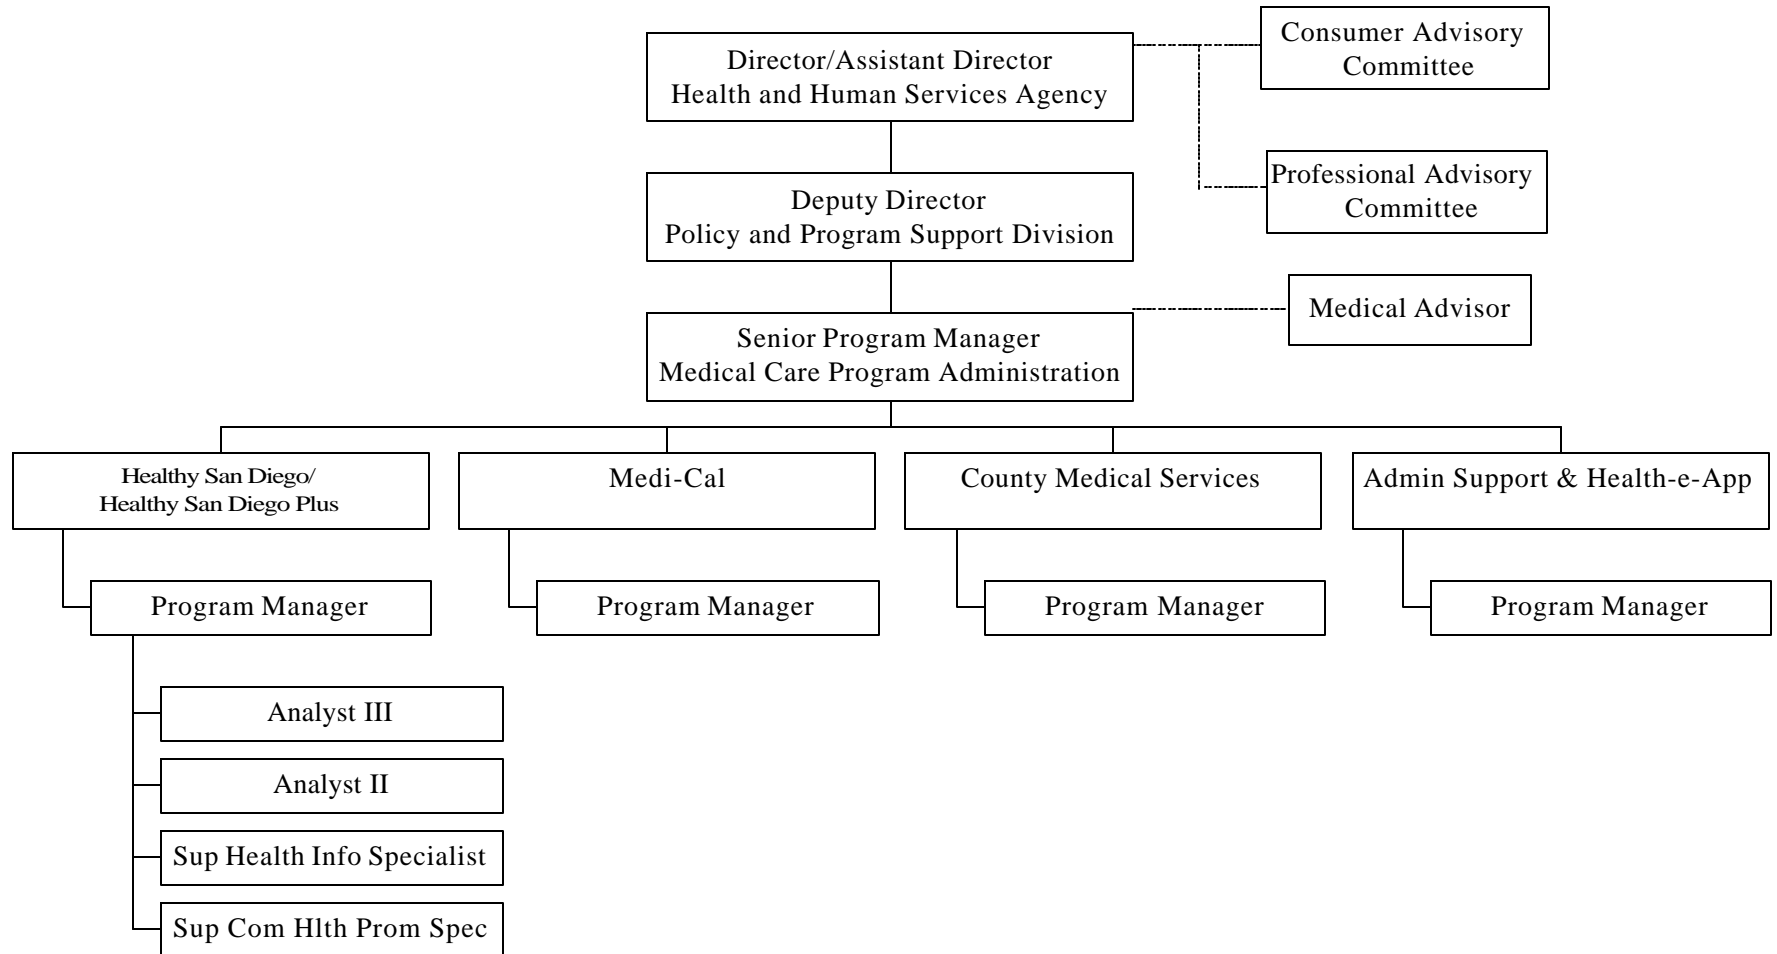 Director/Assistant Director
Health and Human Services Agency
Consumer Advisory
Committee
Professional Advisory
Committee
Deputy Director
Policy and Program Support Division
Medical Advisor
Senior Program Manager
Medical Care Program Administration
Healthy San Diego/
Healthy San Diego Plus
Medi-Cal
County Medical Services
Admin Support & Health-e-App
Program Manager
Program Manager
Program Manager
Program Manager
Analyst III
Analyst II
Sup Health Info Specialist
Sup Com Hlth Prom Spec